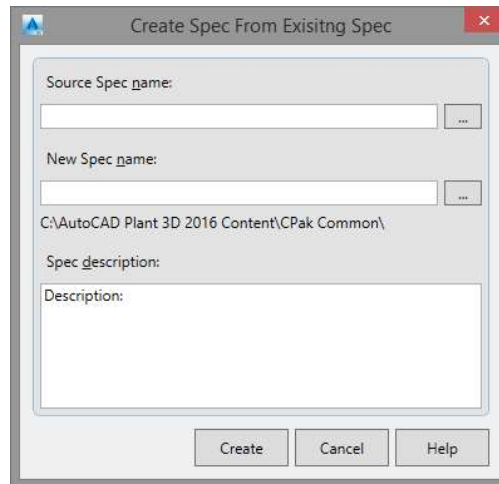 Create Spec From Exisitng Spec
Source Spec name:
...
New Spec name:
...
C:\AutoCAD Plant 3D 2016 Content\CPak Common\
Spec description:
Description:
Create Cancel Help